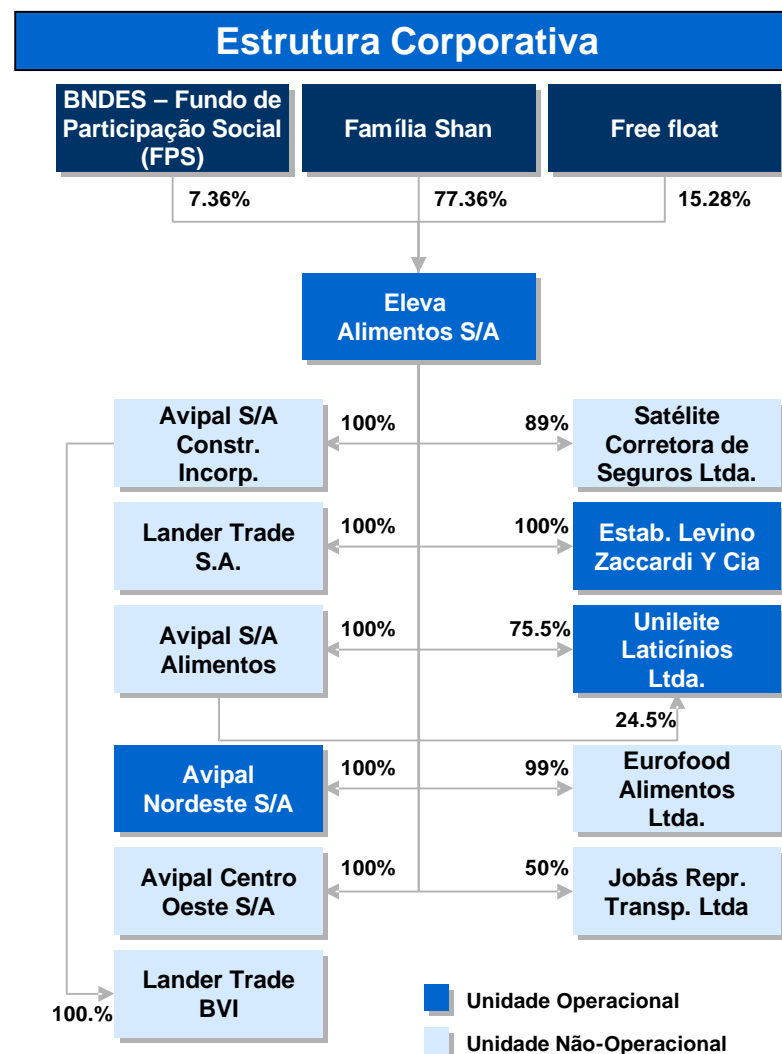 Estrutura Corporativa
BNDES – Fundo de
Participação Social
(FPS)
Família Shan
Free float
7.36%
77.36%
15.28%
Eleva
Alimentos S/A
Avipal S/A
Constr.
Incorp.
100%
89%
Satélite
Corretora de
Seguros Ltda.
Lander Trade
S.A.
100%
100%
Estab. Levino
Zaccardi Y Cia
Avipal S/A
Alimentos
100%
75.5%
Unileite
Laticínios
Ltda.
24.5%
Avipal
Nordeste S/A
100%
99%
Eurofood
Alimentos
Ltda.
Avipal Centro
Oeste S/A
100%
50%
Jobás Repr.
Transp. Ltda
Lander Trade
BVI
100.%
Unidade Operacional
Unidade Não-Operacional